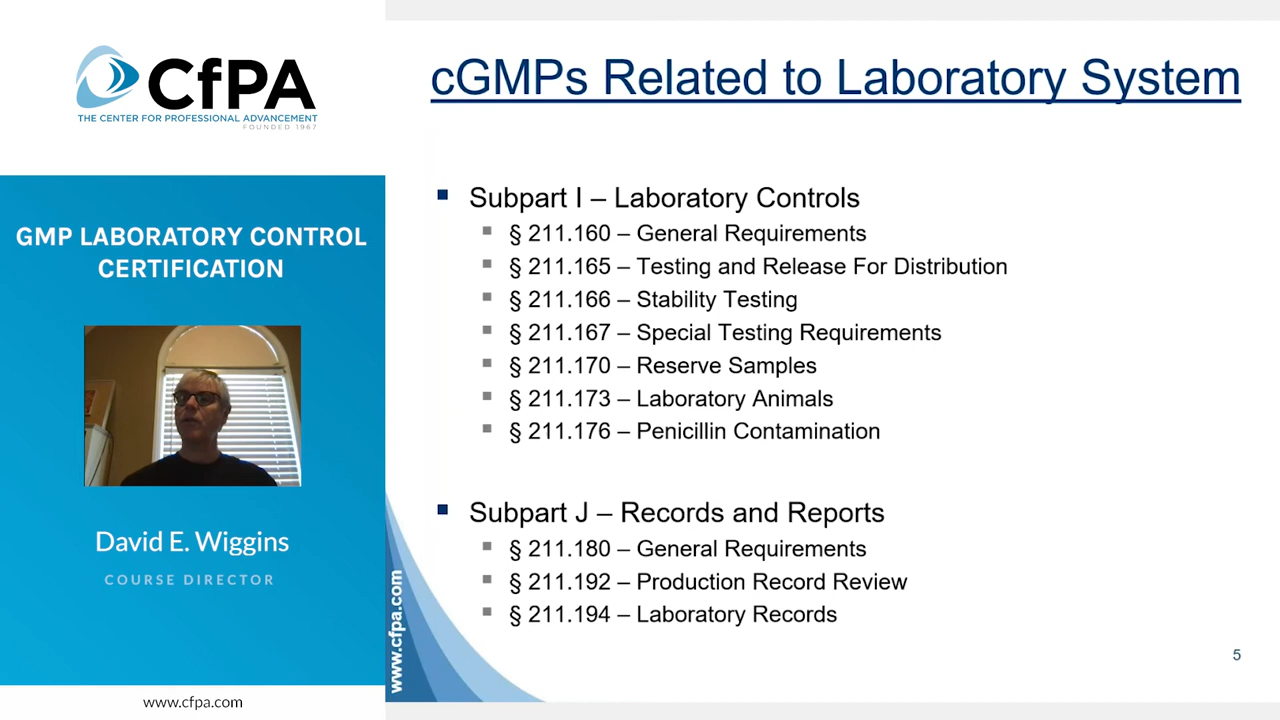 CfPA
THE CENTER FOR PROFESSIONAL ADVANCEMENT
FOUNDED 1967
GMP LABORATORY CONTROL
CERTIFICATION
David E. Wiggins
COURSE DIRECTOR
www.cfpa.com
cGMPs Related to Laboratory System
Subpart I – Laboratory Controls
§ 211.160 – General Requirements
§ 211.165 – Testing and Release For Distribution
§ 211.166 – Stability Testing
§ 211.167 – Special Testing Requirements
§ 211.170 – Reserve Samples
§ 211.173 – Laboratory Animals
§ 211.176 – Penicillin Contamination
Subpart J – Records and Reports
§ 211.180 – General Requirements
§ 211.192 – Production Record Review
§ 211.194 – Laboratory Records
www.cfpa.com
5